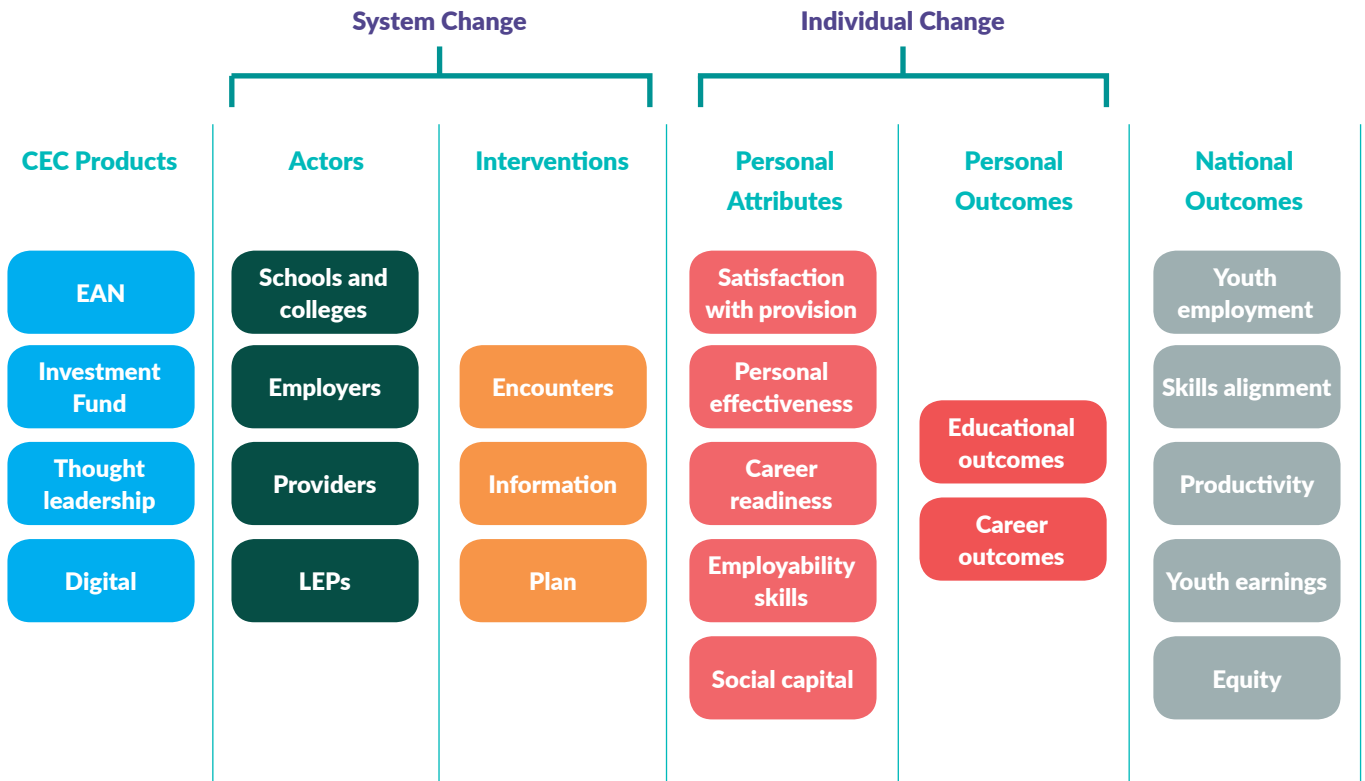 System Change
Individual Change
CEC Products
Actors
Interventions
Personal
Attributes
Personal
Outcomes
National
Outcomes
EAN
Investment
Fund
Thought
leadership
Digital
Schools and
colleges
Employers
Providers
LEPs
Encounters
Information
Plan
Satisfaction
with provision
Personal
effectiveness
Career
readiness
Employability
skills
Social capital
Educational
outcomes
Career
outcomes
Youth
employment
Skills alignment
Productivity
Youth earnings
Equity